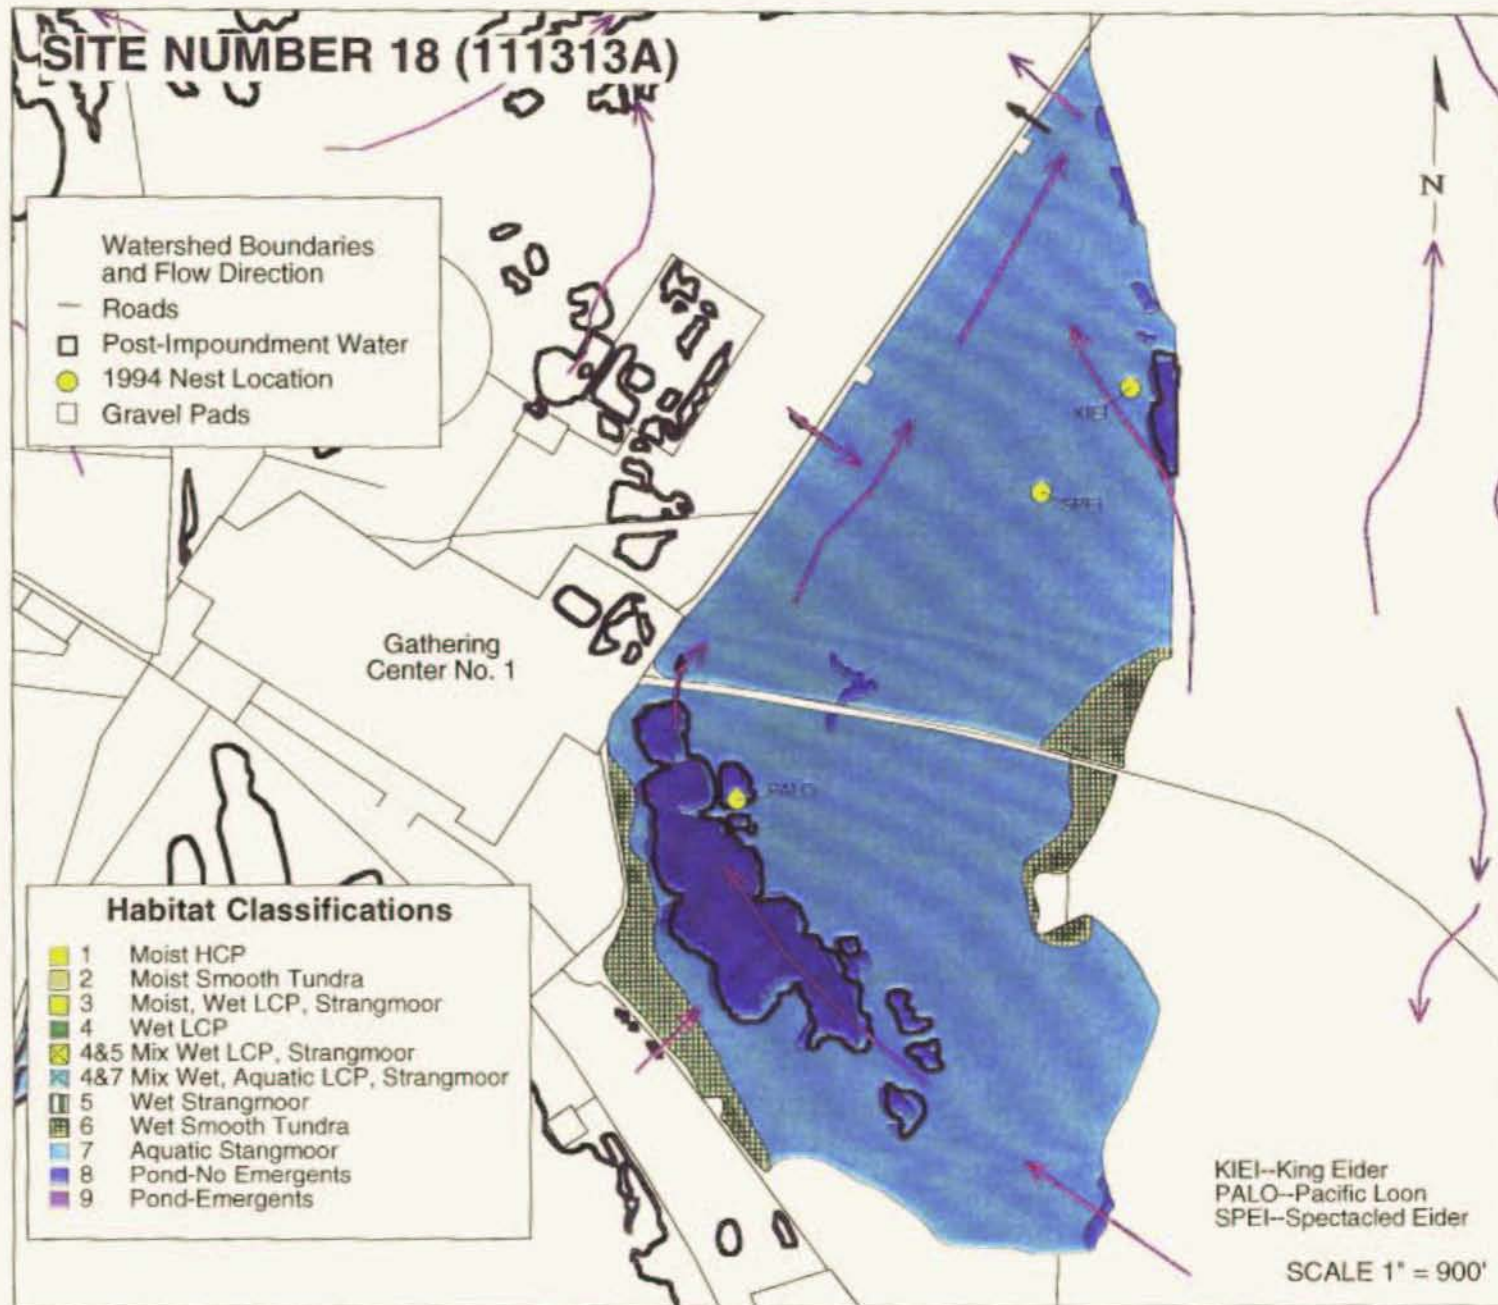 SITE NUMBER 18 (111313A)
N
Watershed Boundaries
and Flow Direction
Roads
Post-Impoundment Water
1994 Nest Location
Gravel Pads
KIEI
SPEI
Gathering
Center No. 1
PALO
Habitat Classifications
1 Moist HCP
2 Moist Smooth Tundra
3 Moist, Wet LCP, Strangmoor
4 Wet LCP
4&5 Mix Wet LCP, Strangmoor
4&7 Mix Wet, Aquatic LCP, Strangmoor
5 Wet Strangmoor
6 Wet Smooth Tundra
7 Aquatic Stangmoor
8 Pond-No Emergents
9 Pond-Emergents
KIEI--King Eider
PALO--Pacific Loon
SPEI--Spectacled Eider
SCALE 1" = 900'